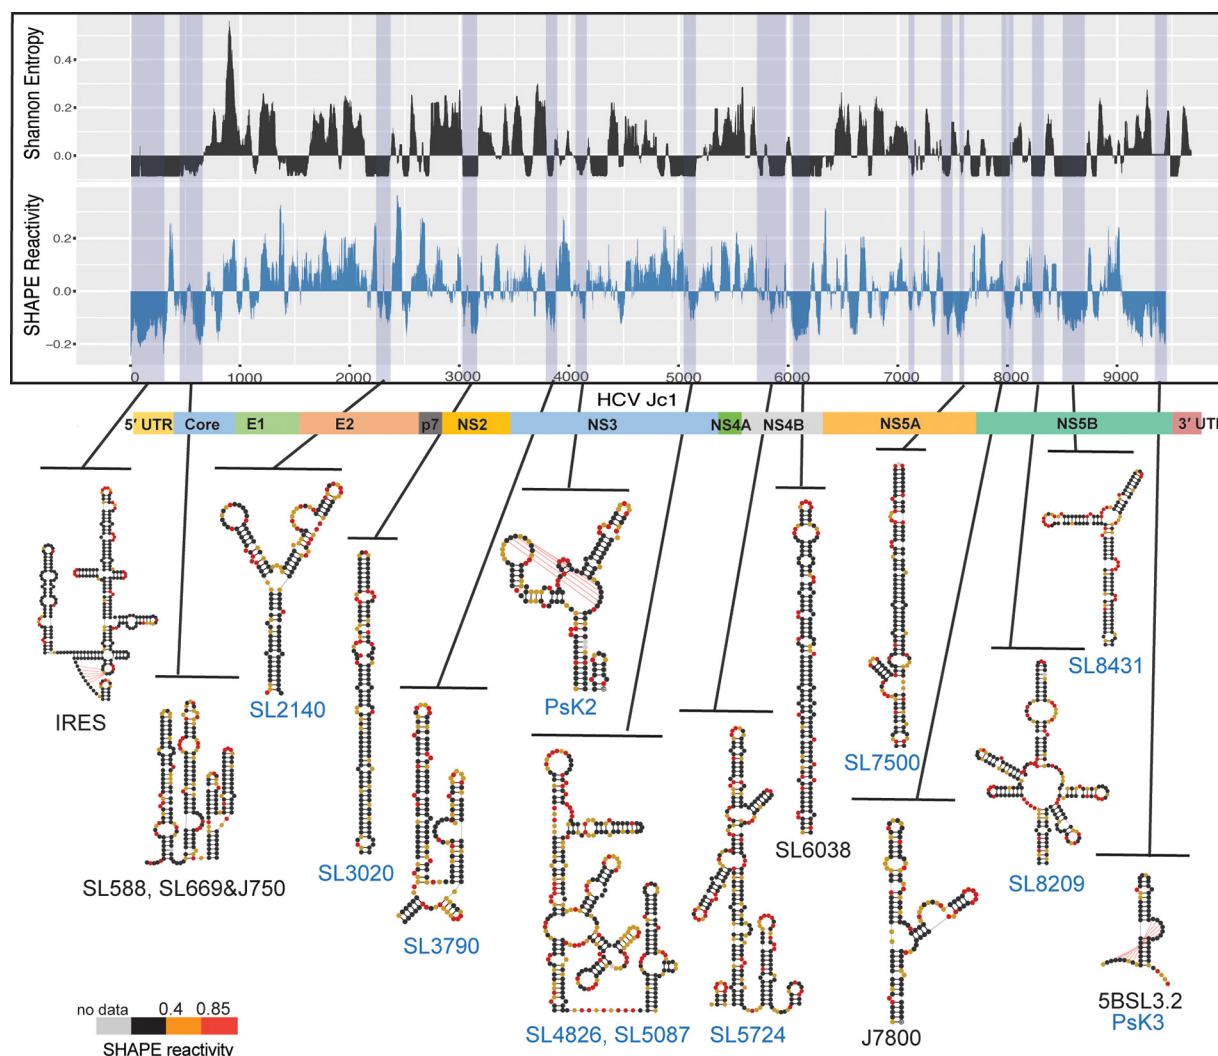 Shannon Entropy
0.4
0.2
0.0
SHAPE Reactivity
0.2
0.0
−0.2
0 1000 2000 3000 4000 5000 6000 7000 8000 9000
HCV Jc1
5′ UTR Core E1 E2 p7 NS2 NS3 NS4A NS4B NS5A NS5B 3′ UTR
IRES
SL2140
PsK2
SL8431
SL7500
SL6038
SL3020
SL588, SL669&J750
SL8209
SL3790
5BSL3.2
PsK3
SL4826, SL5087
SL5724
J7800
no data 0.4 0.85
SHAPE reactivity